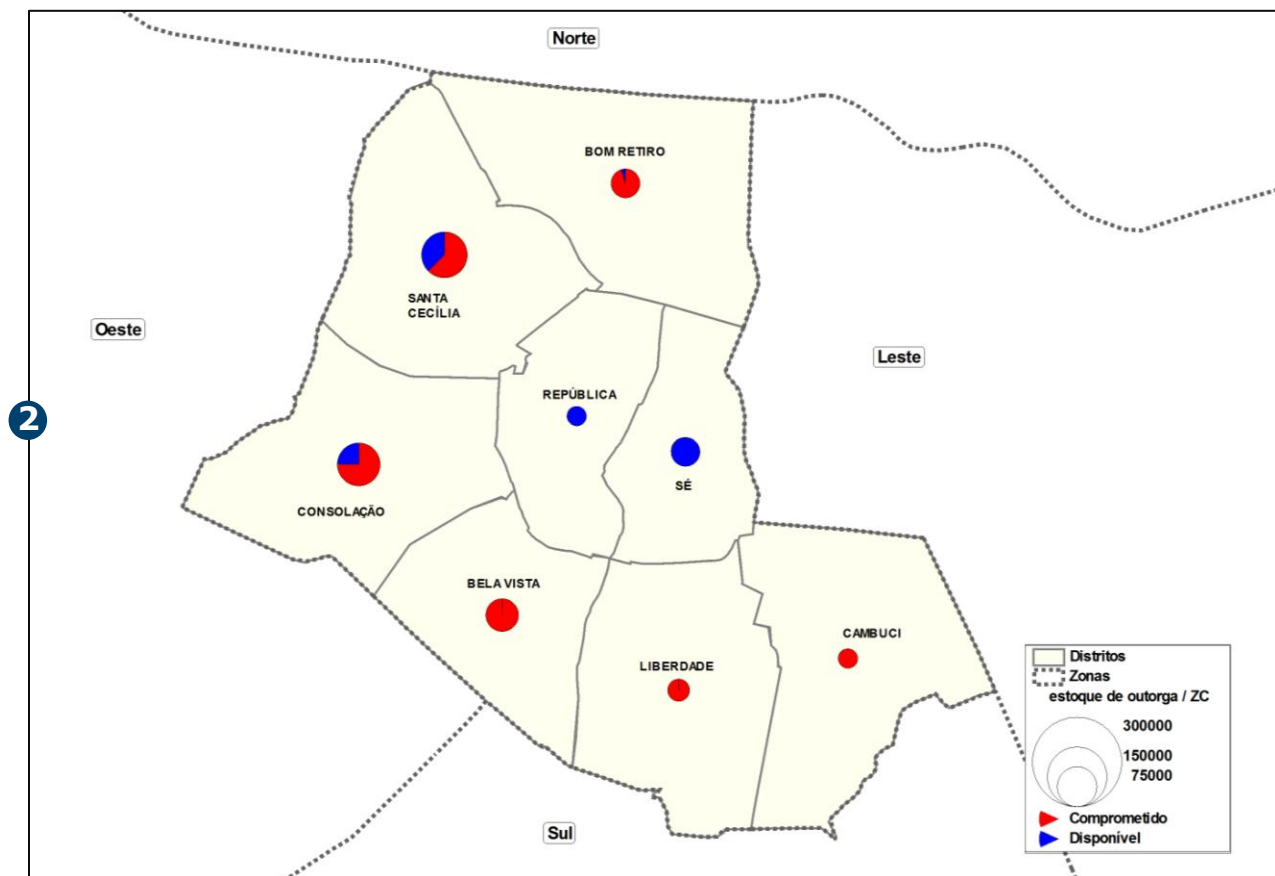 Norte
BOM RETIRO
SANTA
CECÍLIA
Oeste
Leste
REPÚBLICA
2
SÉ
CONSOLAÇÃO
BELA VISTA
CAMBUCI
LIBERDADE
Sul
Distritos
Zonas
estoque de outorga / ZC
300000
150000
75000
Comprometido
Disponível